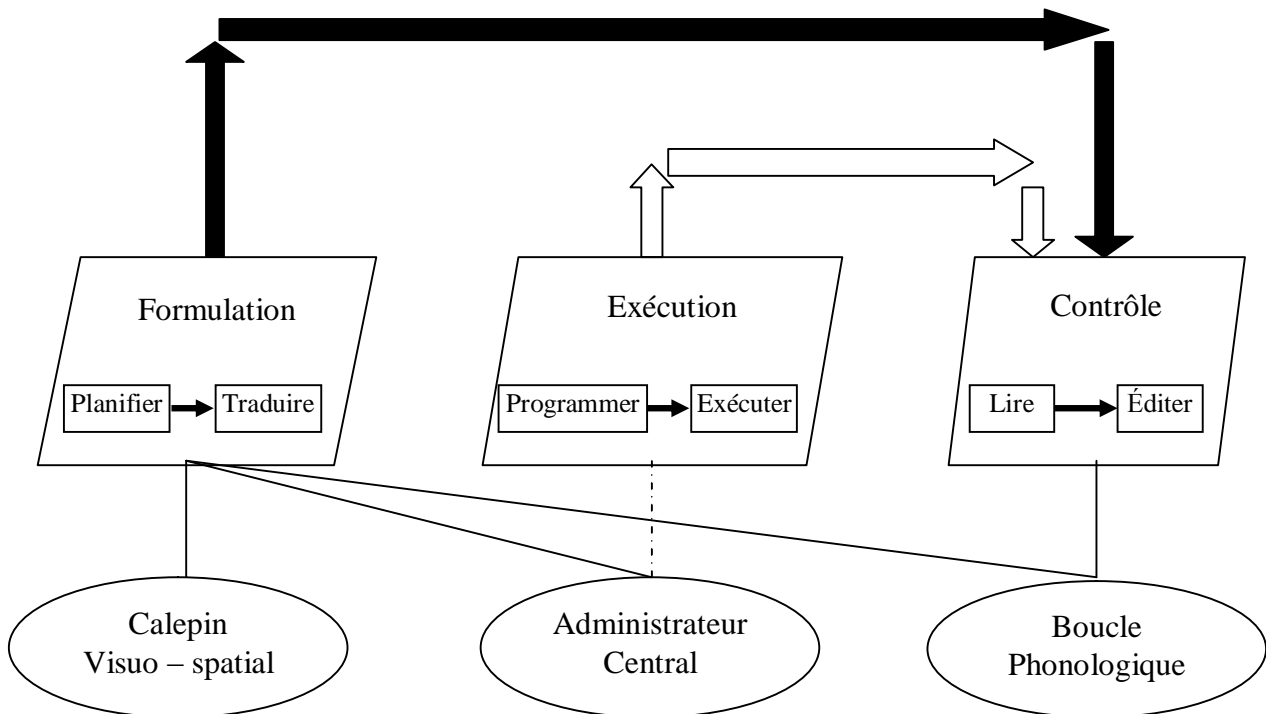 Formulation
Exécution
Contrôle
Planifier
Traduire
Programmer
Exécuter
Lire
Éditer
Calepin
Visuo – spatial
Administrateur
Central
Boucle
Phonologique